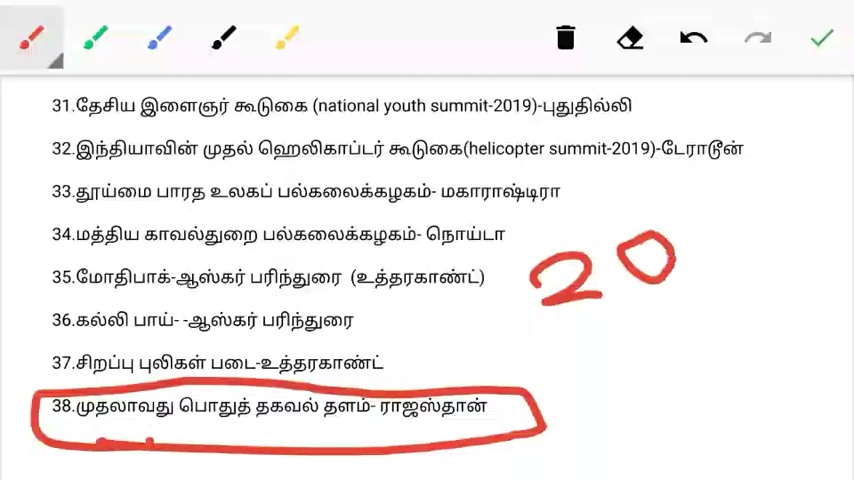 31.தேசிய இளைஞர் கூடுகை (national youth summit-2019)-புதுதில்லி
32.இந்தியாவின் முதல் ஹெலிகாப்டர் கூடுகை(helicopter summit-2019)-டேராடூன்
33.தூய்மை பாரத உலகப் பல்கலைக்கழகம்- மகாராஷ்டிரா
34.மத்திய காவல்துறை பல்கலைக்கழகம்- நொய்டா
35.மோதிபாக்-ஆஸ்கர் பரிந்துரை (உத்தரகாண்ட்)
20
36.கல்லி பாய்- -ஆஸ்கர் பரிந்துரை
37.சிறப்பு புலிகள் படை-உத்தரகாண்ட்
38.முதலாவது பொதுத் தகவல் தளம்- ராஜஸ்தான்